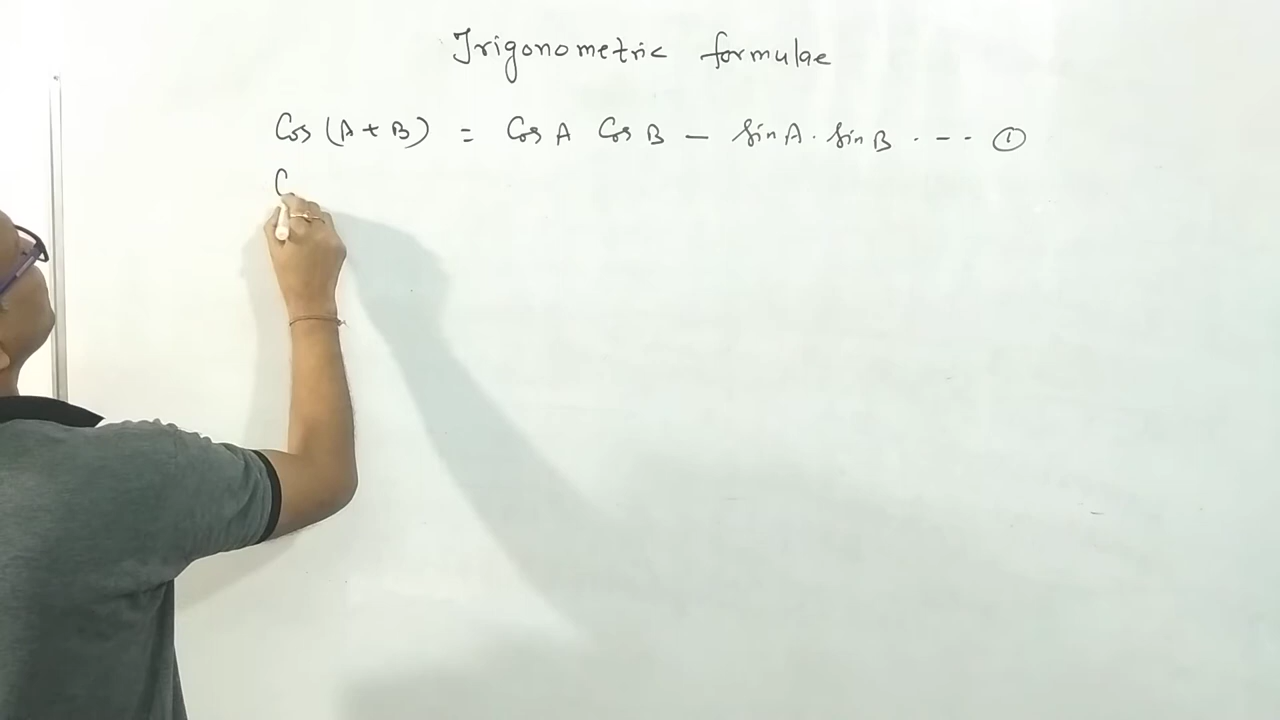 Trigonometric formulae
Cos (A + B) = Cos A Cos B - Sin A . Sin B . --- ①
C